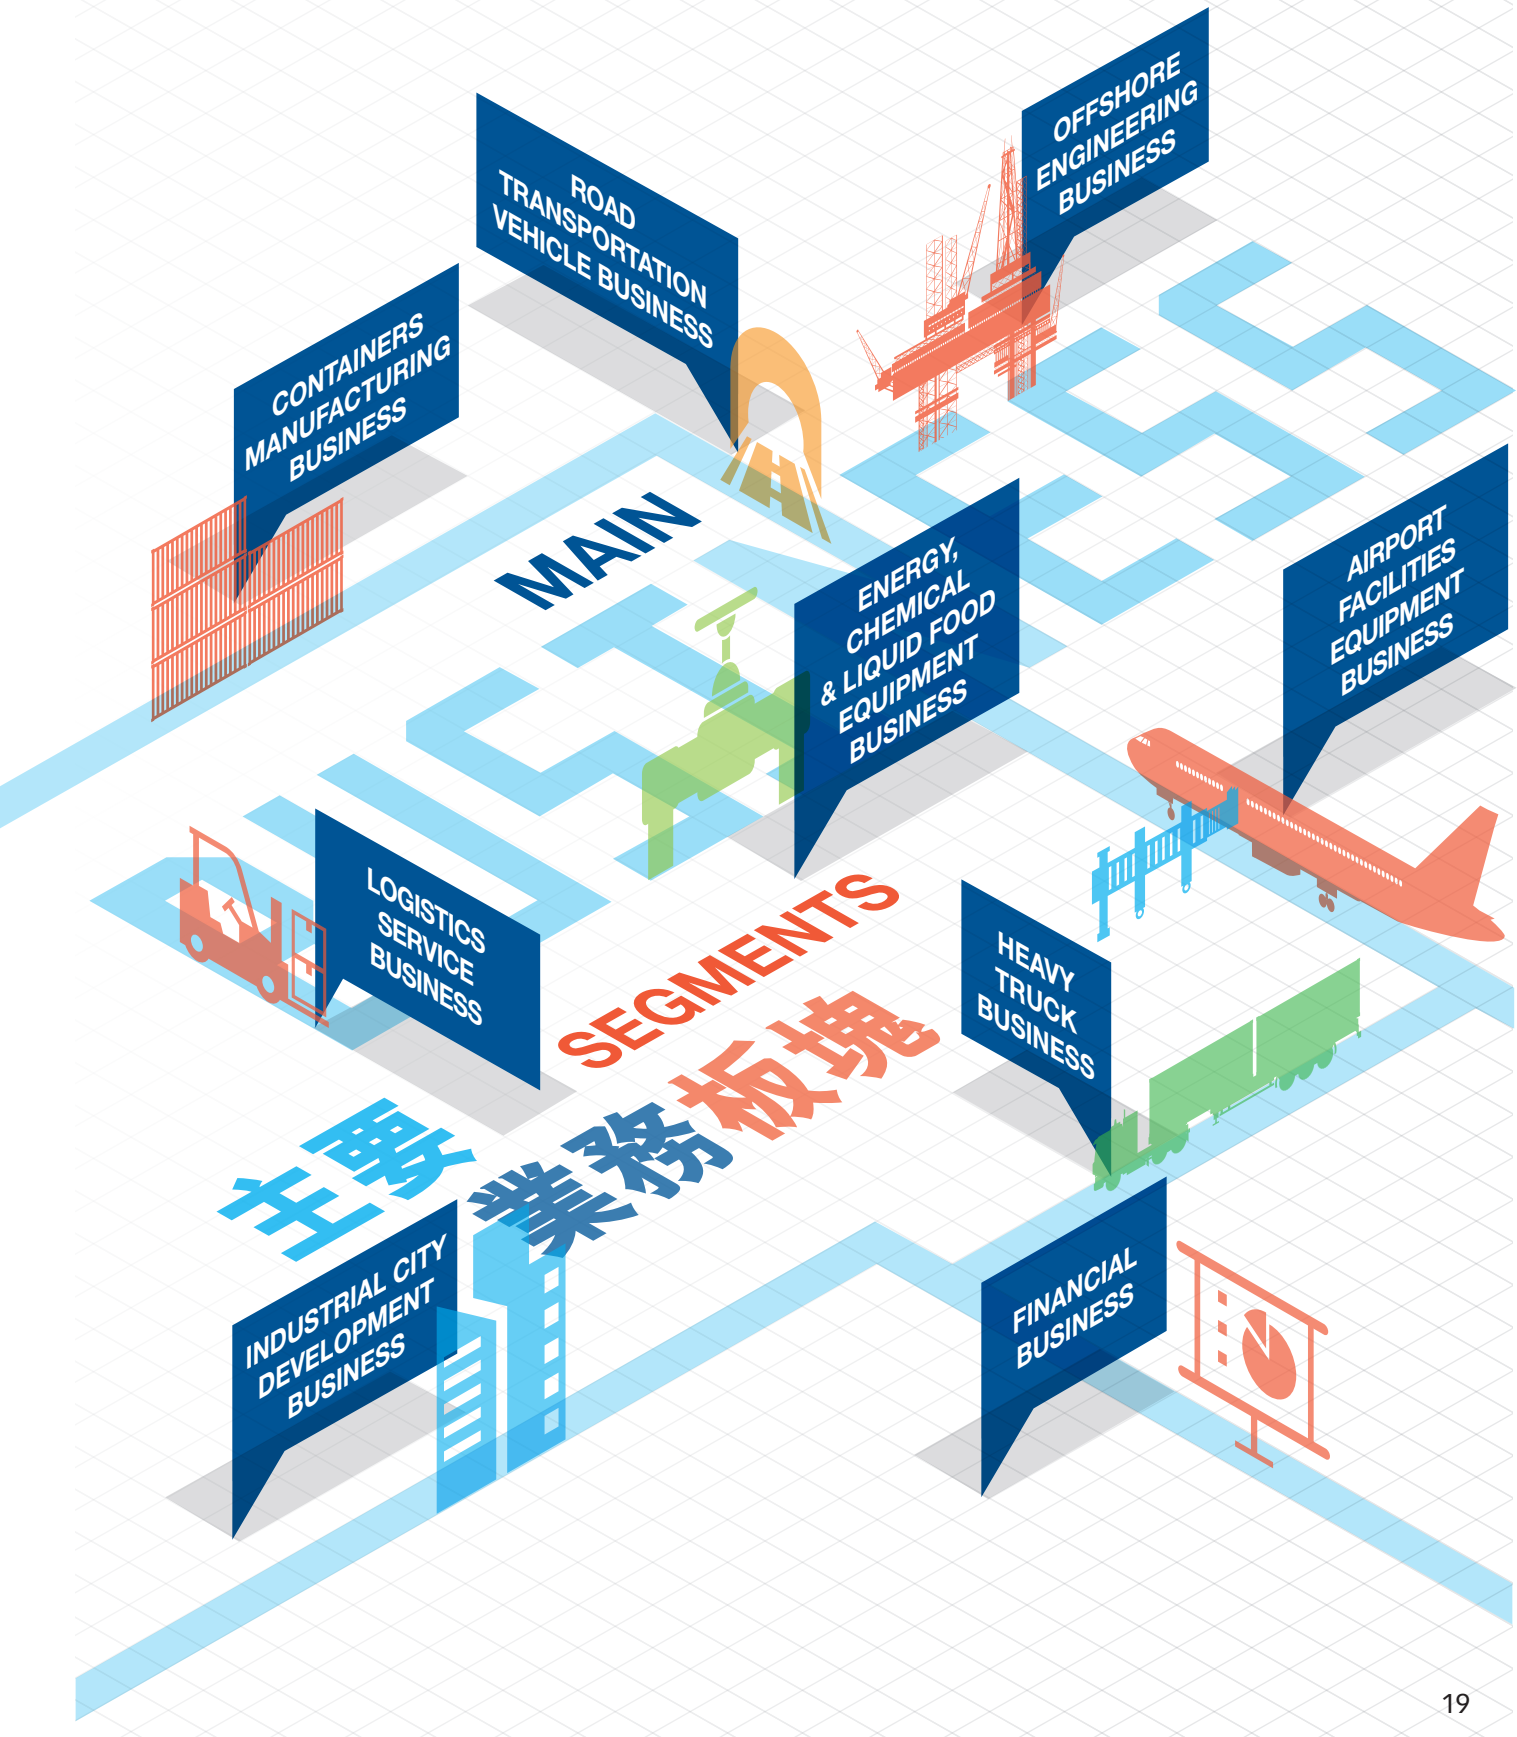 OFFSHORE
ENGINEERING
BUSINESS
ROAD
TRANSPORTATION
VEHICLE BUSINESS
CONTAINERS
MANUFACTURING
BUSINESS
MAIN
ENERGY,
CHEMICAL
& LIQUID FOOD
EQUIPMENT
BUSINESS
AIRPORT
FACILITIES
EQUIPMENT
BUSINESS
LOGISTICS
SERVICE
BUSINESS
SEGMENTS
HEAVY
TRUCK
BUSINESS
主要
業務
板塊
INDUSTRIAL CITY
DEVELOPMENT
BUSINESS
FINANCIAL
BUSINESS
19